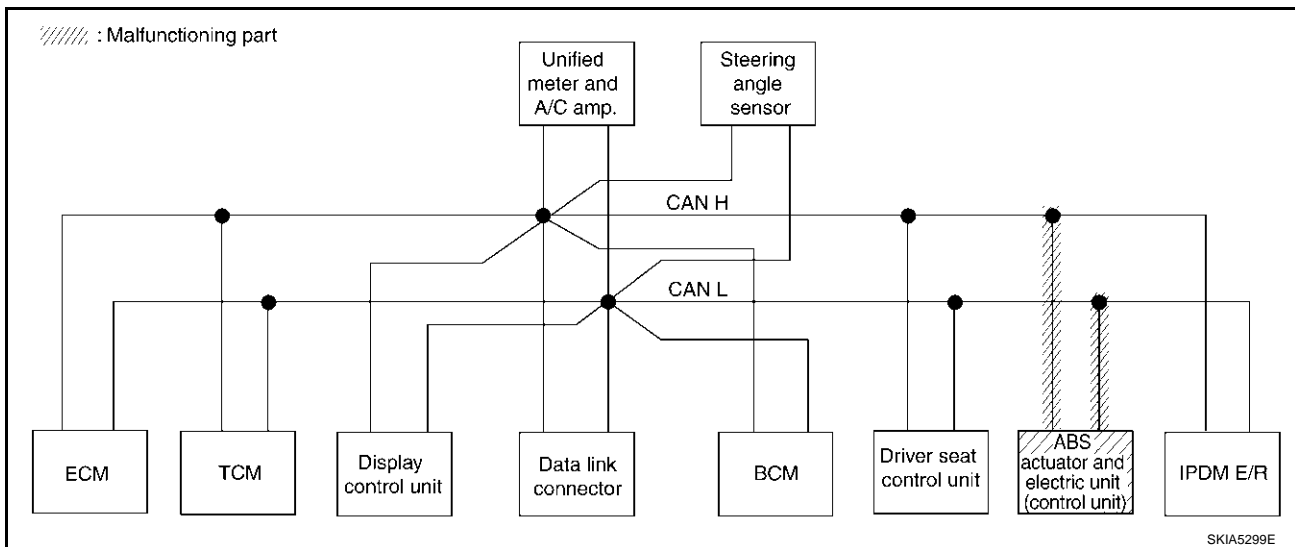 : Malfunctioning part
Unified
meter and
A/C amp.
Steering
angle
sensor
CAN H
CAN L
ECM
TCM
Display
control unit
Data link
connector
BCM
Driver seat
control unit
ABS
actuator and
electric unit
(control unit)
IPDM E/R
SKIA5299E